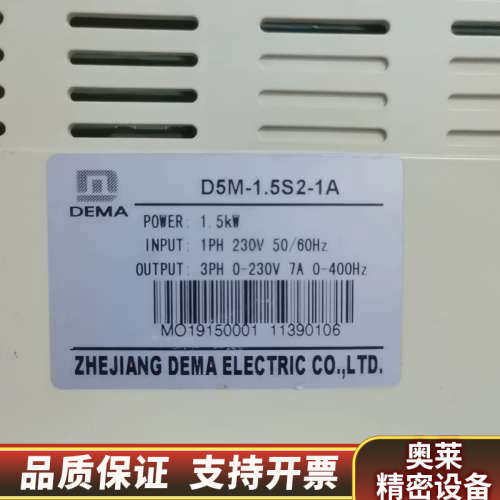 D5M-1.5S2-1A
DEMA
POWER: 1.5kW
INPUT: 1PH 230V 50/60Hz
OUTPUT: 3PH 0-230V 7A 0-400Hz
MO19150001 11390106
ZHEJIANG DEMA ELECTRIC CO.,LTD.
品质保证 支持开票
奥莱
精密设备